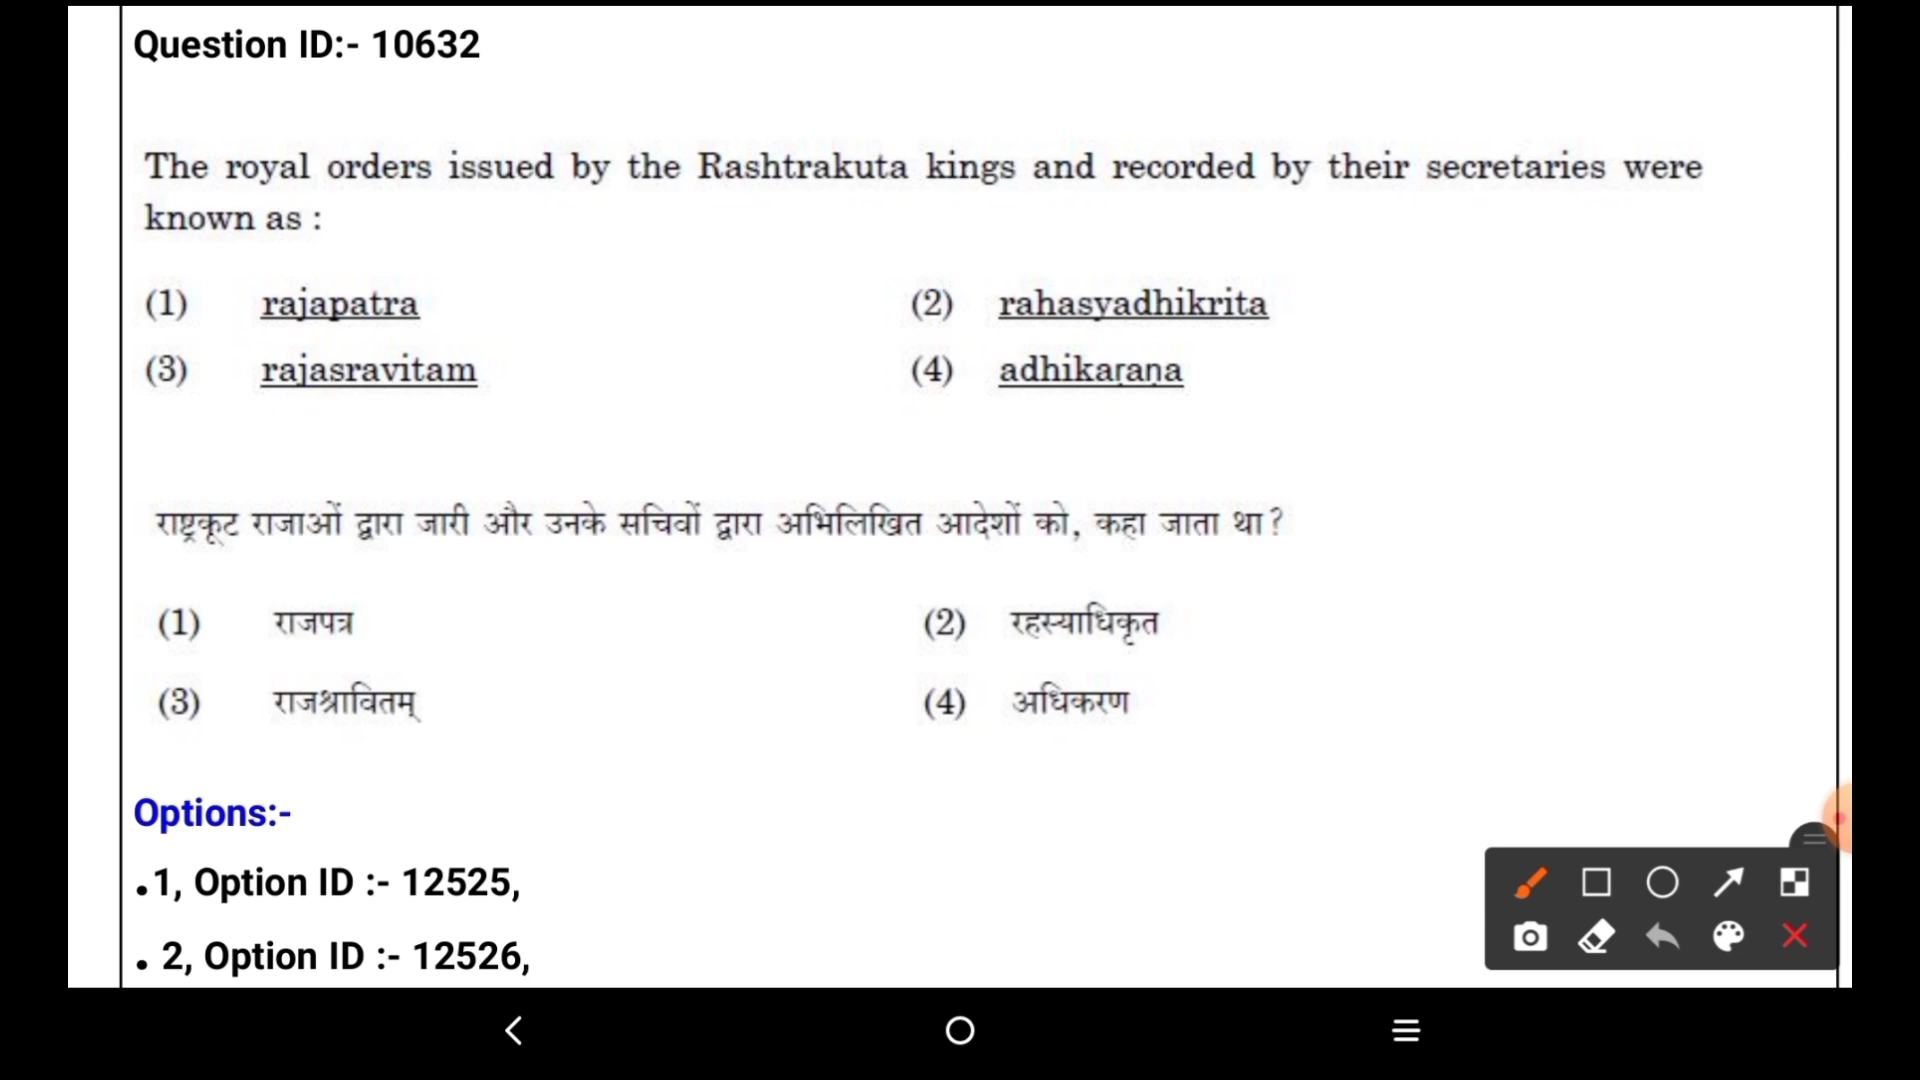 Question ID:- 10632
The royal orders issued by the Rashtrakuta kings and recorded by their secretaries were
known as :
(1) rajapatra (2) rahasyadhikrita
(3) rajasravitam (4) adhikaṛaṇa
राष्ट्रकूट राजाओं द्वारा जारी और उनके सचिवों द्वारा अभिलिखित आदेशों को, कहा जाता था?
(1) राजपत्र (2) रहस्याधिकृत
(3) राजश्रावितम् (4) अधिकरण
Options:-
.1, Option ID :- 12525,
. 2, Option ID :- 12526,